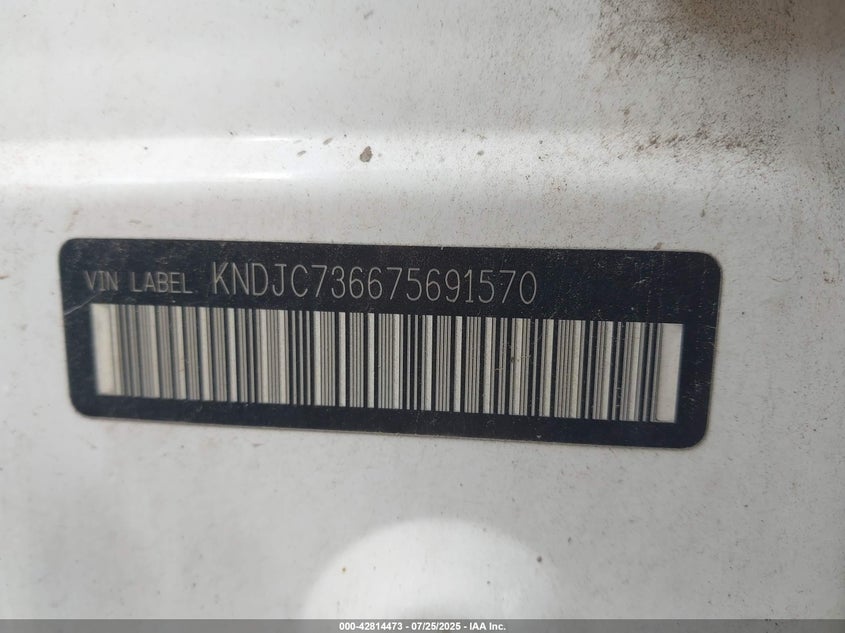 VIN LABEL KNDJC736675691570
000-42814473 | 07/25/2025 - IAA Inc.